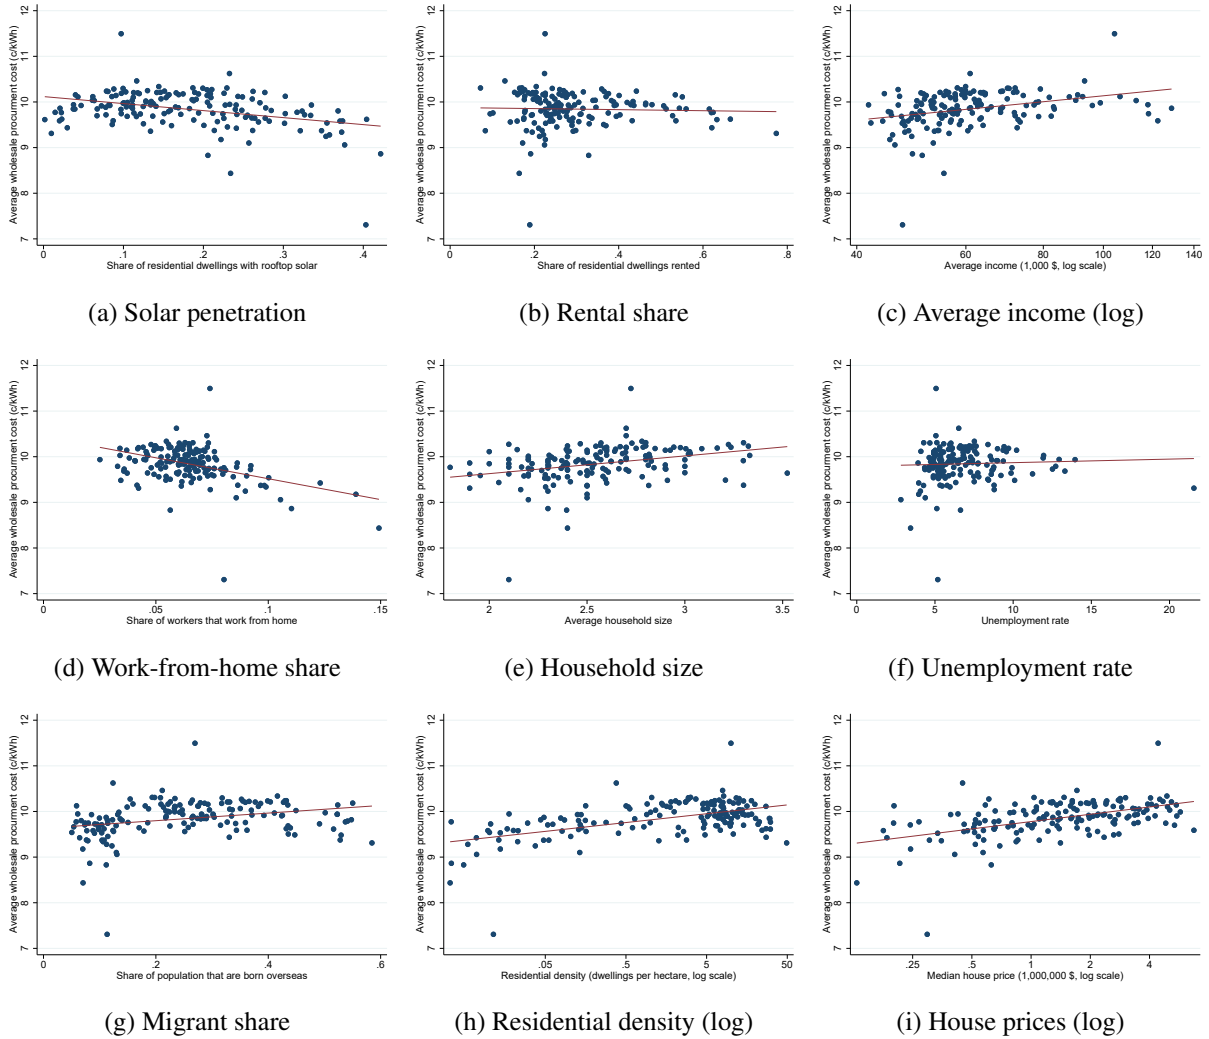 Average wholesale procurment cost (c/kWh)
12
11
10
9
8
7
0 .1 .2 .3 .4
Share of residential dwellings with rooftop solar
(a) Solar penetration
Average wholesale procurment cost (c/kWh)
12
11
10
9
8
7
0 .2 .4 .6 .8
Share of residential dwellings rented
(b) Rental share
Average wholesale procurment cost (c/kWh)
12
11
10
9
8
7
40 60 80 100 120 140
Average income (1,000 $, log scale)
(c) Average income (log)
Average wholesale procurment cost (c/kWh)
12
11
10
9
8
7
0 .05 .1 .15
Share of workers that work from home
(d) Work-from-home share
Average wholesale procurment cost (c/kWh)
12
11
10
9
8
7
2 2.5 3 3.5
Average household size
(e) Household size
Average wholesale procurment cost (c/kWh)
12
11
10
9
8
7
0 5 10 15 20
Unemployment rate
(f) Unemployment rate
Average wholesale procurment cost (c/kWh)
12
11
10
9
8
7
0 .2 .4 .6
Share of population that are born overseas
(g) Migrant share
Average wholesale procurment cost (c/kWh)
12
11
10
9
8
7
.05 .5 5 50
Residential density (dwellings per hectare, log scale)
(h) Residential density (log)
Average wholesale procurment cost (c/kWh)
12
11
10
9
8
7
.25 .5 1 2 4
Median house price (1,000,000 $, log scale)
(i) House prices (log)